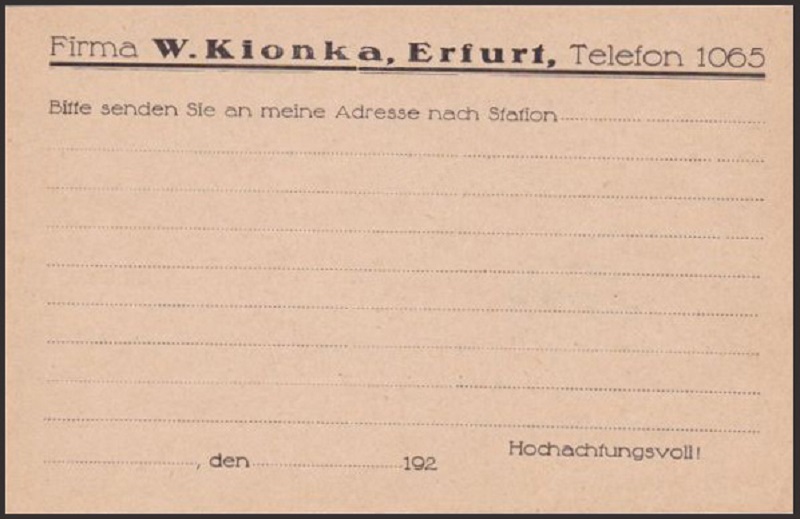 Firma W. Kionka, Erfurt, Telefon 1065
Bitte senden Sie an meine Adresse nach Station
, den 192
Hochachtungsvoll!